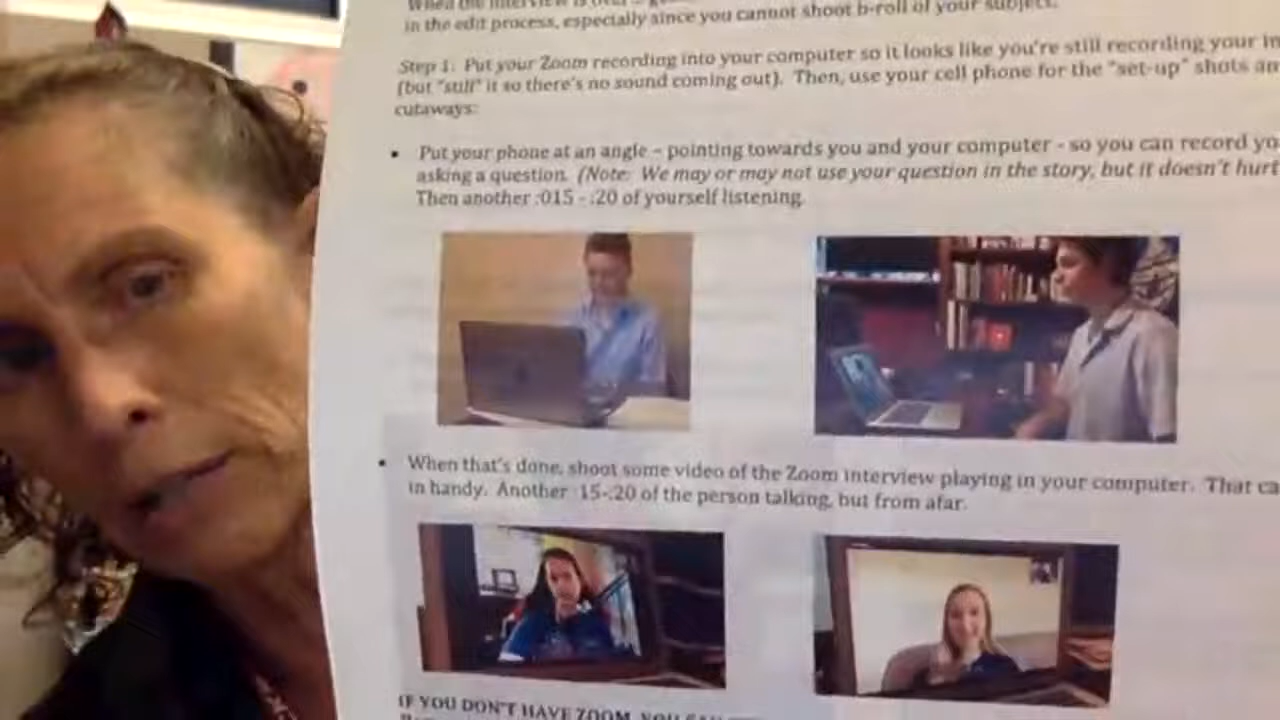 When the interview is over –
in the edit process, especially since you cannot shoot b-roll of your subject.
Step 1: Put your Zoom recording into your computer so it looks like you're still recording your
(but "still" it so there's no sound coming out). Then, use your cell phone for the "set-up" shots
cutaways:
• Put your phone at an angle – pointing towards you and your computer - so you can record
asking a question. (Note: We may or may not use your question in the story, but it doesn't hurt
Then another :015 - :20 of yourself listening.
• When that's done, shoot some video of the Zoom interview playing in your computer. That
in handy. Another :15-:20 of the person talking, but from afar.
IF YOU DON'T HAVE ZOOM, YOU